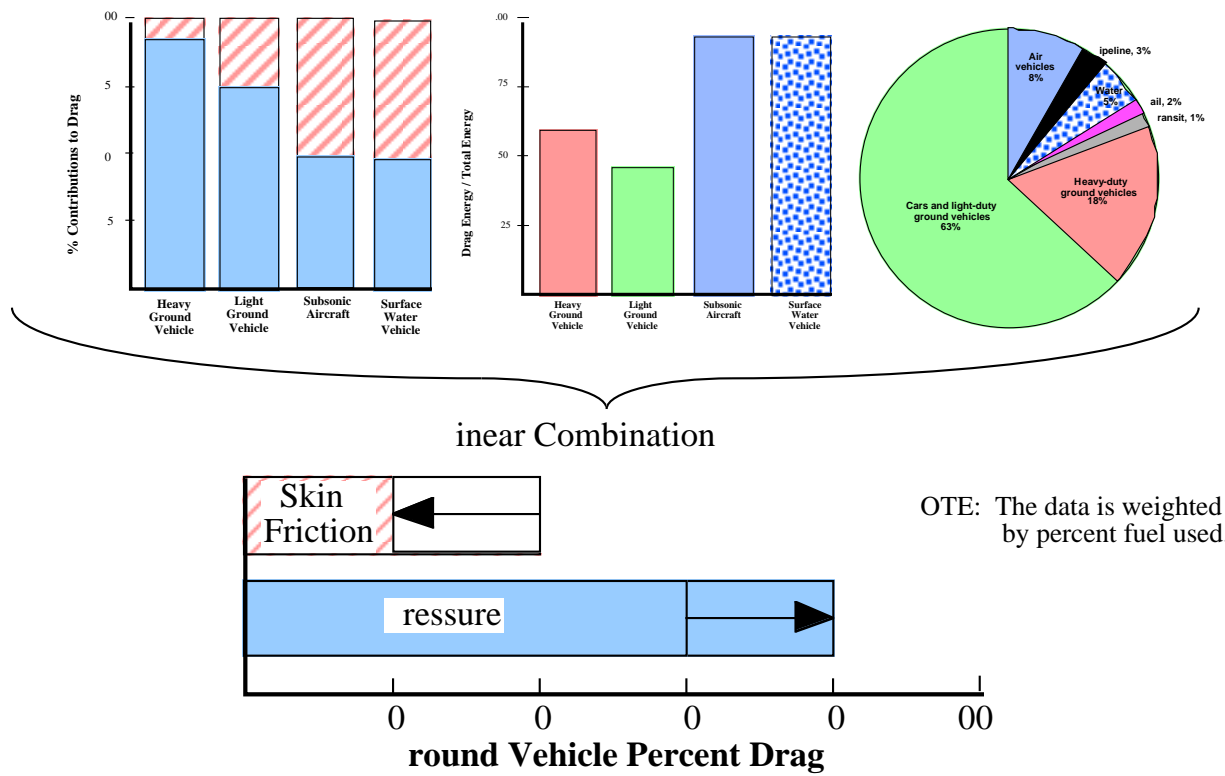 00
5
0
5
% Contributions to Drag
Heavy
Ground
Vehicle
Light
Ground
Vehicle
Subsonic
Aircraft
Surface
Water
Vehicle
.00
75
50
25
Drag Energy / Total Energy
Heavy
Ground
Vehicle
Light
Ground
Vehicle
Subsonic
Aircraft
Surface
Water
Vehicle
Air
vehicles
8%
ipeline, 3%
Water
5%
ail, 2%
ransit, 1%
Heavy-duty
ground vehicles
18%
Cars and light-duty
ground vehicles
63%
inear Combination
Skin
Friction
OTE: The data is weighted
by percent fuel used
ressure
0 0 0 0 00
round Vehicle Percent Drag